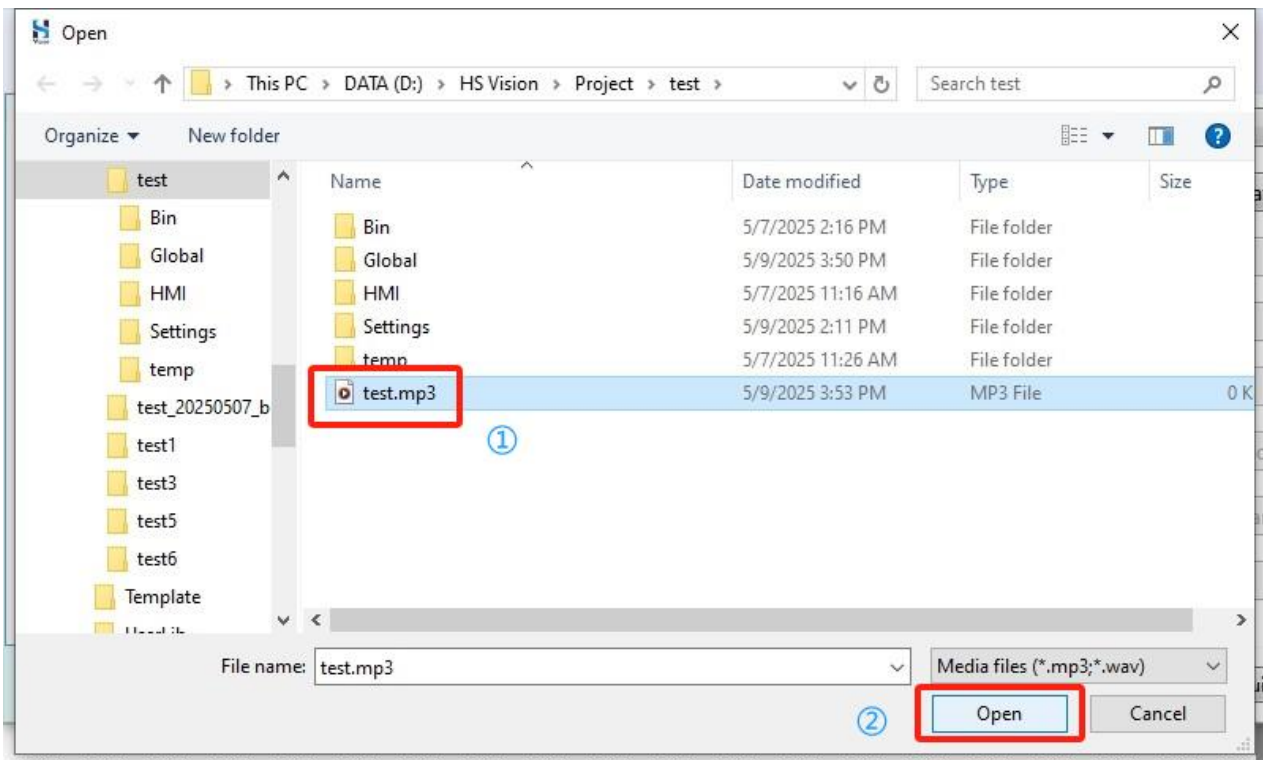 Open
This PC > DATA (D:) > HS Vision > Project > test >
Search test
Organize
New folder
Name
Date modified
Type
Size
test
Bin
Global
HMI
Settings
temp
test_20250507_b
test1
test3
test5
test6
Template
UserLib
Bin 5/7/2025 2:16 PM File folder
Global 5/9/2025 3:50 PM File folder
HMI 5/7/2025 11:16 AM File folder
Settings 5/9/2025 2:11 PM File folder
temp 5/7/2025 11:26 AM File folder
test.mp3 5/9/2025 3:53 PM MP3 File 0 K
①
File name: test.mp3
Media files (*.mp3;*.wav)
②
Open
Cancel